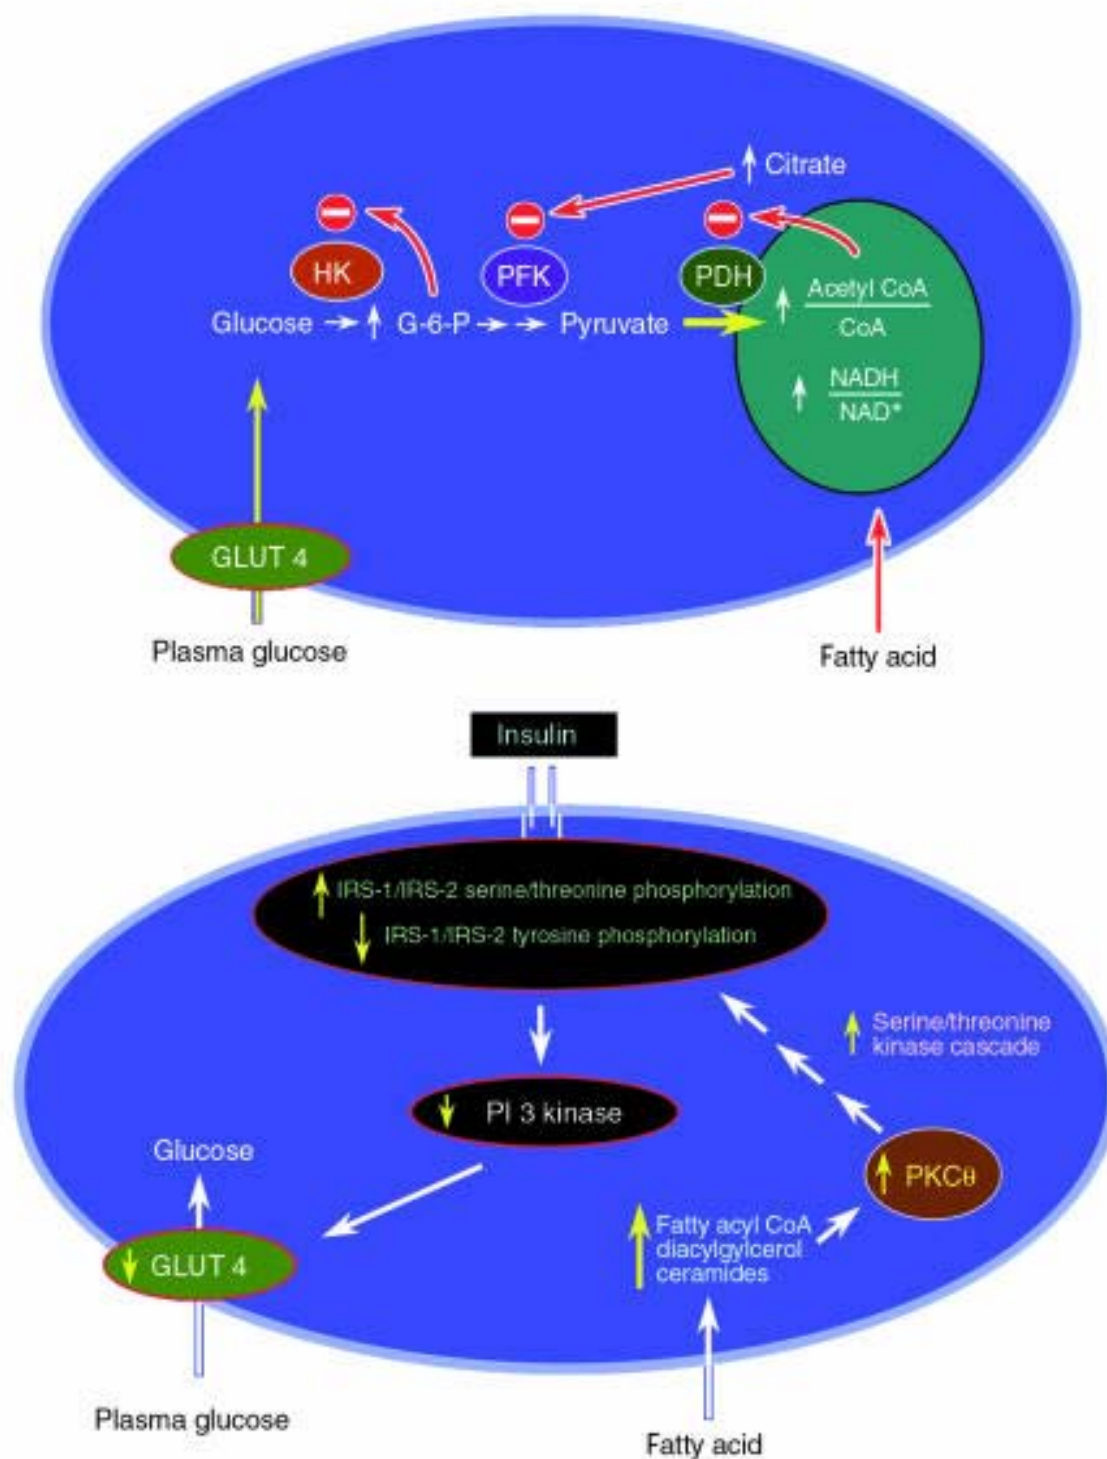 ↑ Citrate
HK
PFK
PDH
Glucose → ↑ G-6-P → → Pyruvate
↑ Acetyl CoA
CoA
↑ NADH
NAD*
GLUT 4
Plasma glucose
Fatty acid
Insulin
↑ IRS-1/IRS-2 serine/threonine phosphorylation
↓ IRS-1/IRS-2 tyrosine phosphorylation
↑ Serine/threonine
kinase cascade
↓ PI 3 kinase
Glucose
↑ PKCθ
↑ Fatty acyl CoA
diacylgylcerol
ceramides
↓ GLUT 4
Plasma glucose
Fatty acid